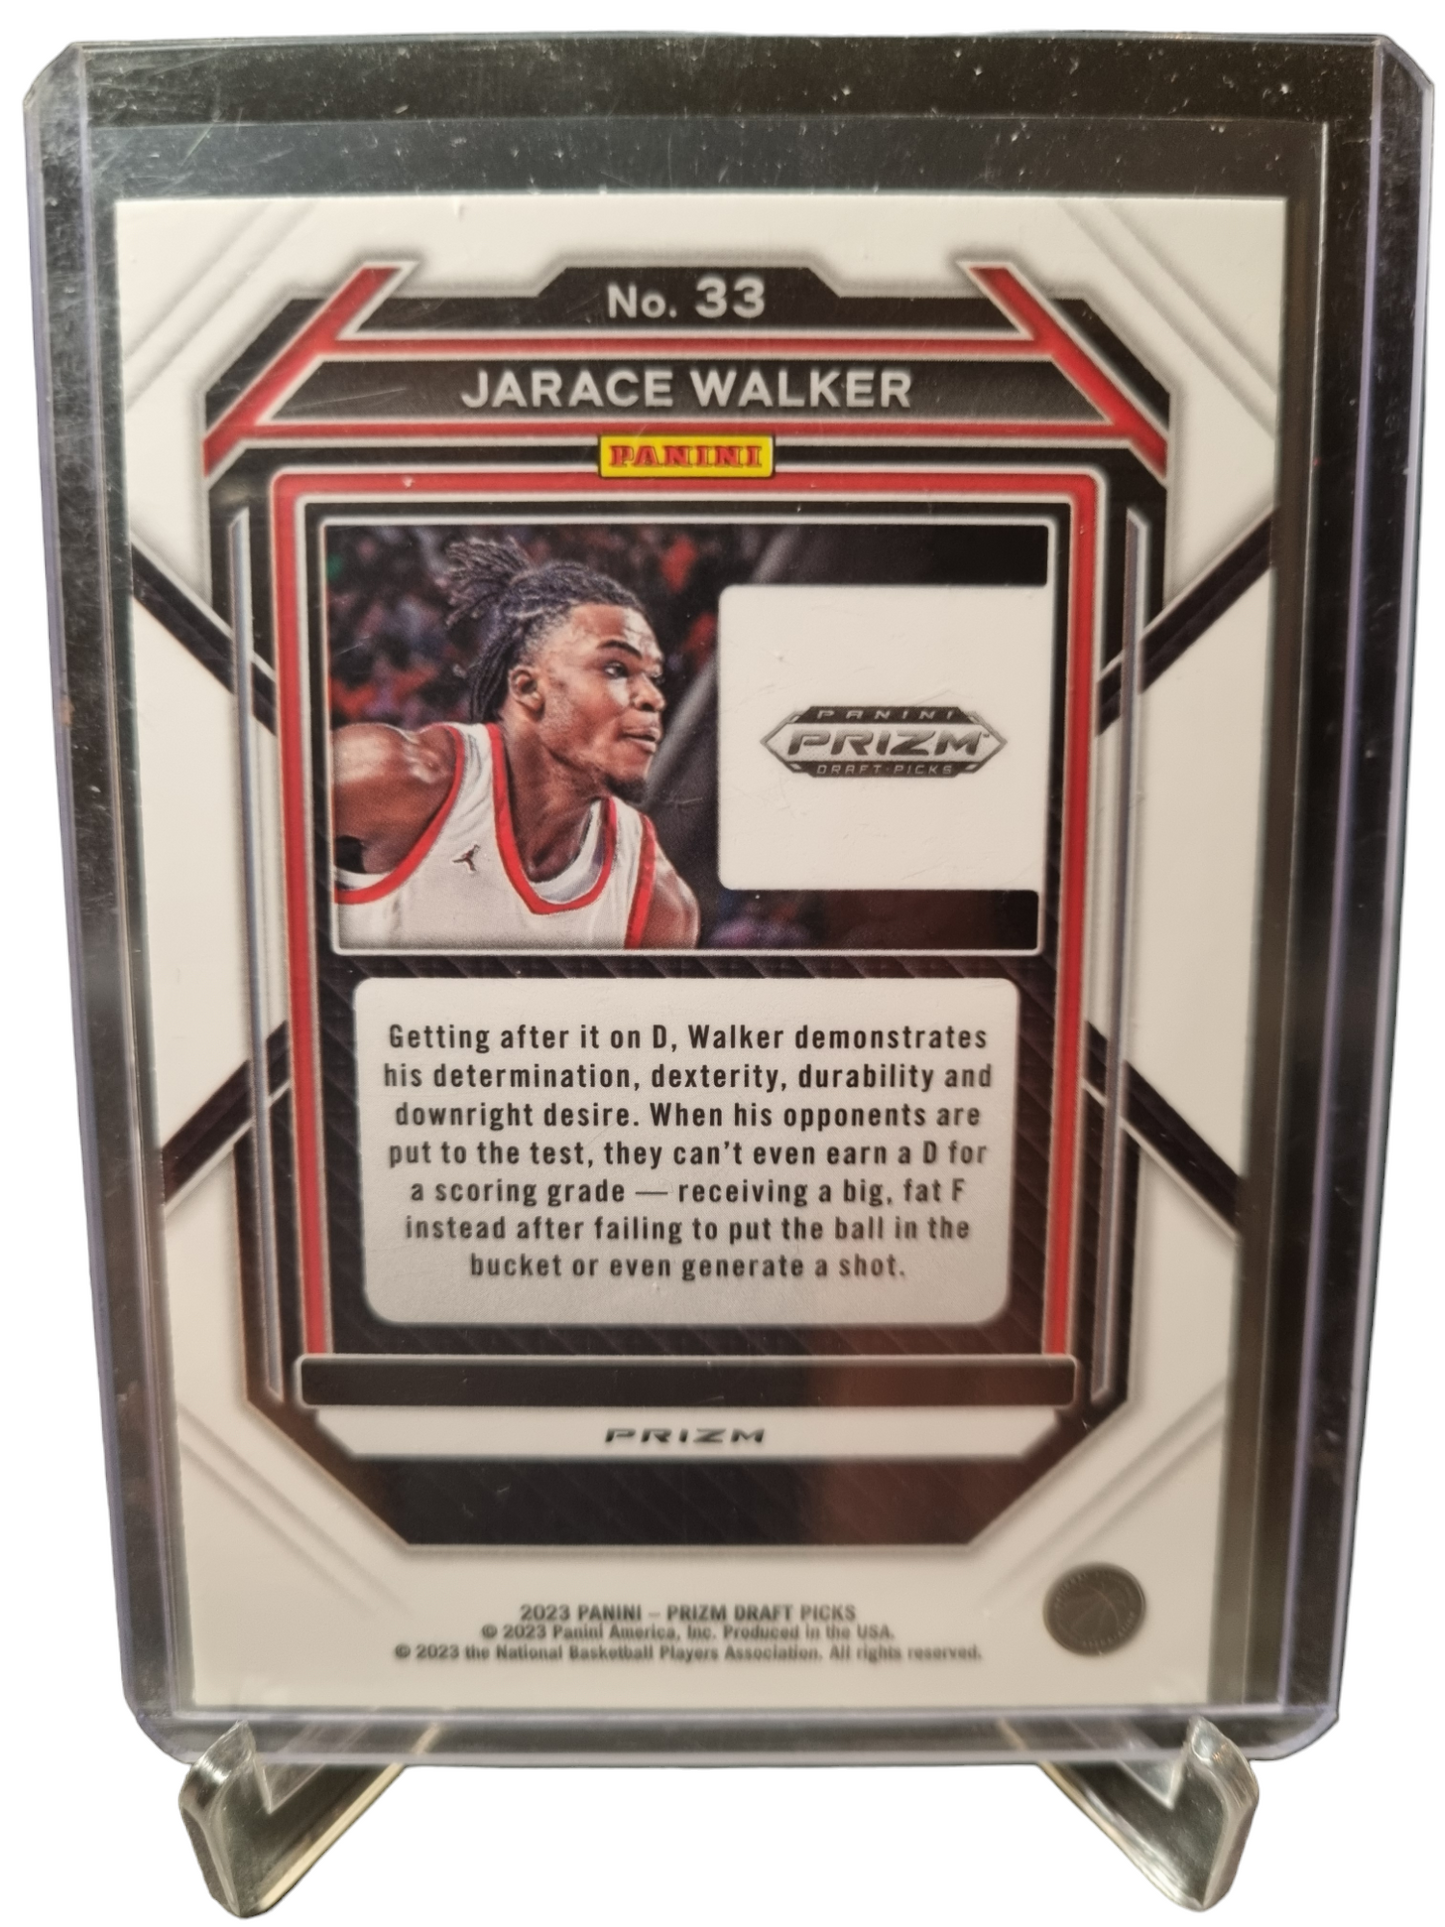 No. 33
JARACE WALKER
PANINI
PANINI
PRIZM
DRAFT PICKS
Getting after it on D, Walker demonstrates
his determination, dexterity, durability and
downright desire. When his opponents are
put to the test, they can't even earn a D for
a scoring grade — receiving a big, fat F
instead after failing to put the ball in the
bucket or even generate a shot.
PRIZM
2023 PANINI – PRIZM DRAFT PICKS
© 2023 Panini America, Inc. Produced in the USA.
© 2023 the National Basketball Players Association. All rights reserved.